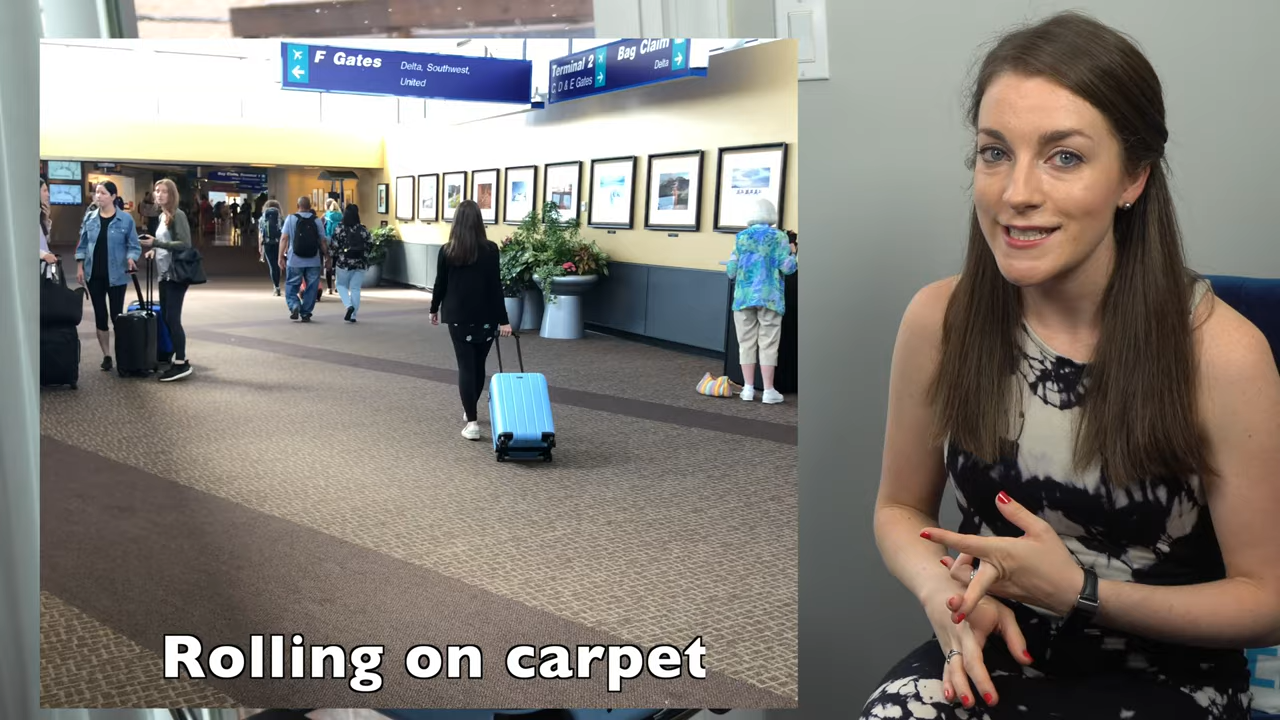 F Gates
Delta, Southwest,
United
Terminal 2
C, D & E Gates
Bag Claim
Delta
Rolling on carpet